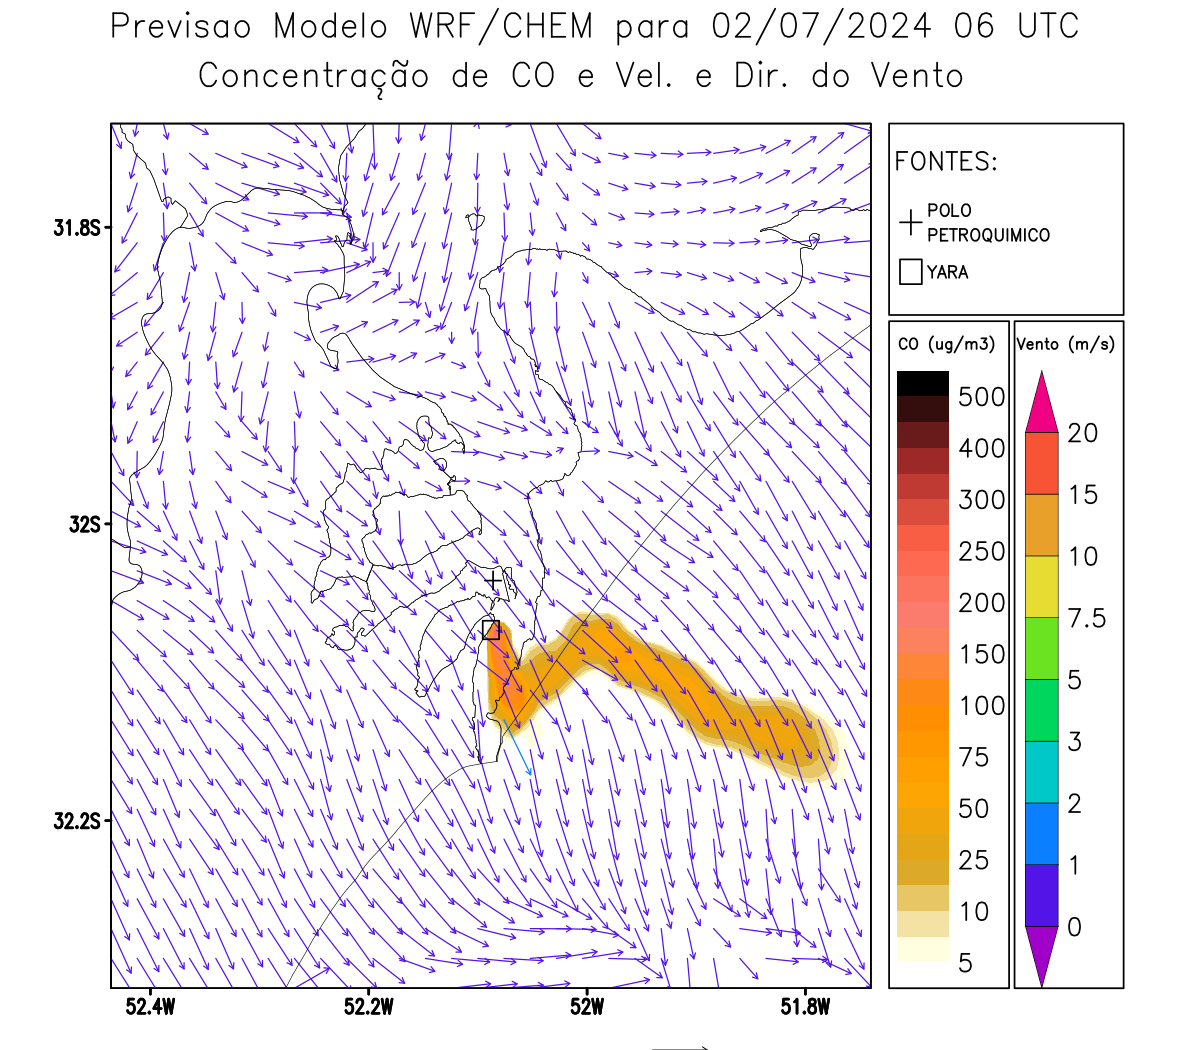 Previsao Modelo WRF/CHEM para 02/07/2024 06 UTC
Concentração de CO e Vel. e Dir. do Vento
FONTES:
POLO
PETROQUIMICO
YARA
31.8S
32S
32.2S
52.4W
52.2W
52W
51.8W
CO (ug/m3)
500
400
300
250
200
150
100
75
50
25
10
5
Vento (m/s)
20
15
10
7.5
5
3
2
1
0